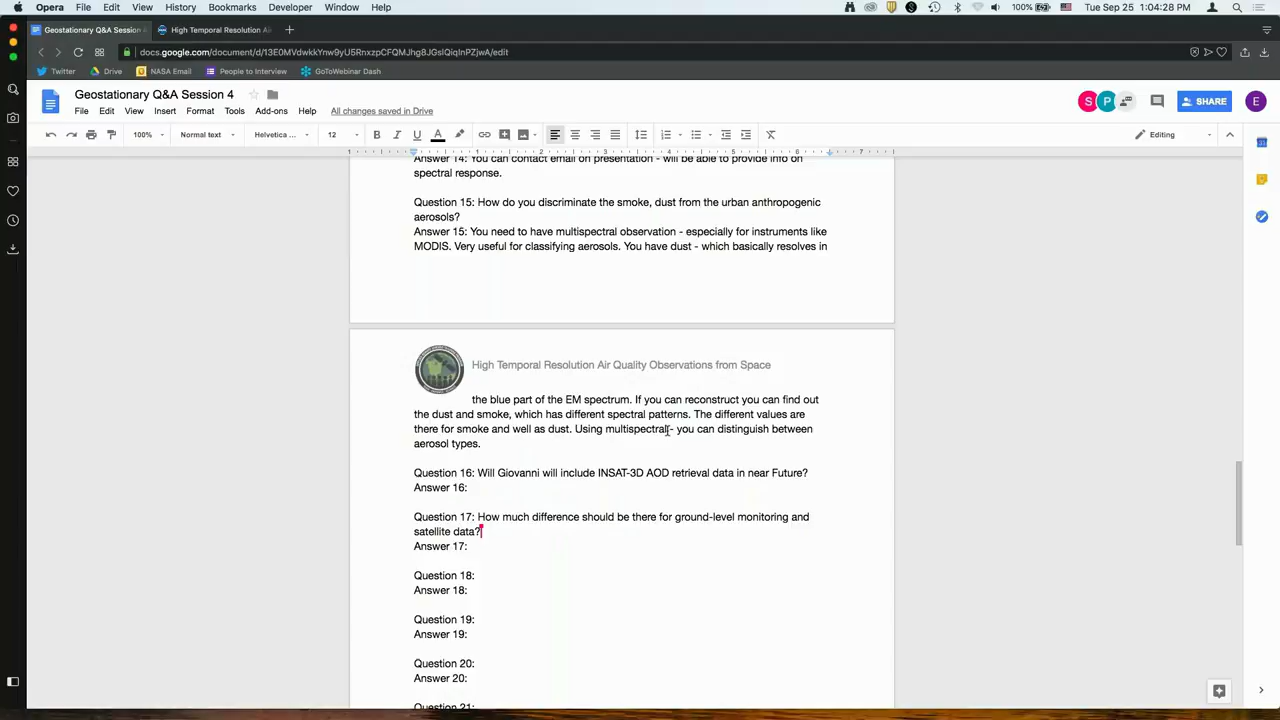 Opera File Edit View History Bookmarks Developer Window Help 100% Tue Sep 25 1:04:28 PM
Geostationary Q&A Session High Temporal Resolution Ai
docs.google.com/document/d/13E0MVdwkkYnw9yU5RnxzpCFQMJhg8JGslQiqInPZjwA/edit
Twitter Drive NASA Email People to Interview GoToWebinar Dash
Geostationary Q&A Session 4
File Edit View Insert Format Tools Add-ons Help All changes saved in Drive
S P SHARE E
100% Normal text Helvetica ... 12 B I U A Editing
1 1 2 3 4 5 6 7
Answer 14: You can contact email on presentation - will be able to provide info on
spectral response.
Question 15: How do you discriminate the smoke, dust from the urban anthropogenic
aerosols?
Answer 15: You need to have multispectral observation - especially for instruments like
MODIS. Very useful for classifying aerosols. You have dust - which basically resolves in
High Temporal Resolution Air Quality Observations from Space
the blue part of the EM spectrum. If you can reconstruct you can find out
the dust and smoke, which has different spectral patterns. The different values are
there for smoke and well as dust. Using multispectral - you can distinguish between
aerosol types.
Question 16: Will Giovanni will include INSAT-3D AOD retrieval data in near Future?
Answer 16:
Question 17: How much difference should be there for ground-level monitoring and
satellite data?
Answer 17:
Question 18:
Answer 18:
Question 19:
Answer 19:
Question 20:
Answer 20:
Question 21: